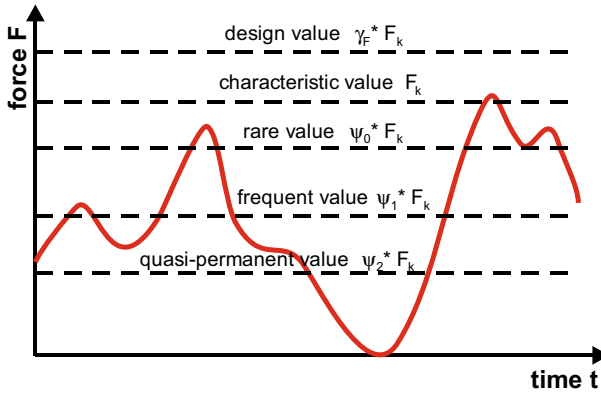 force F
design value γF* Fk
characteristic value Fk
rare value ψ0* Fk
frequent value ψ1* Fk
quasi-permanent value ψ2* Fk
time t